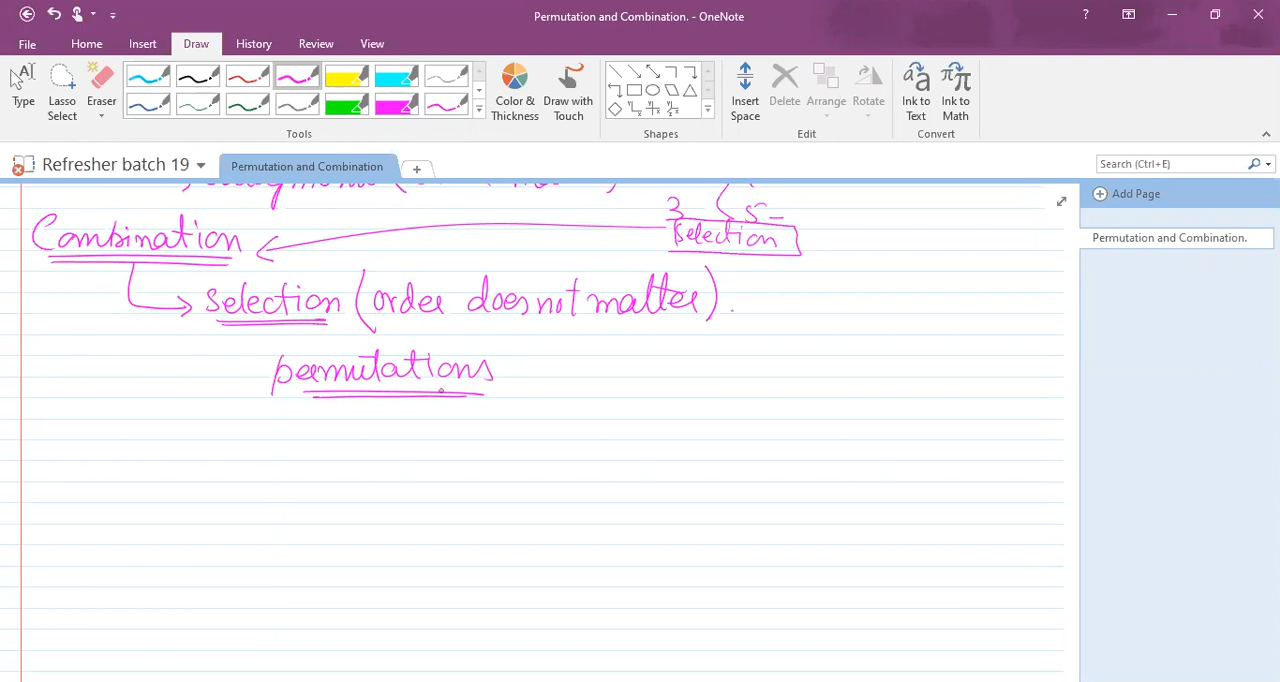 Permutation and Combination. - OneNote
?
File Home Insert Draw History Review View
Type
Lasso Select
Eraser
Color & Thickness
Draw with Touch
Insert Space
Delete
Arrange
Rotate
Ink to Text
Ink to Math
Tools
Shapes
Edit
Convert
Refresher batch 19
Permutation and Combination
Search (Ctrl+E)
Add Page
Permutation and Combination.
3 5
Combination
selection
selection (order does not matter).
permutations